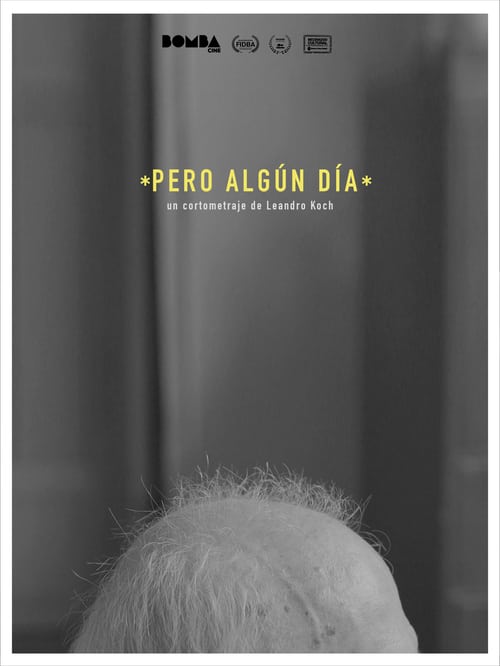 BOMBA
CINE
FIDBA
*PERO ALGÚN DÍA*
un cortometraje de Leandro Koch